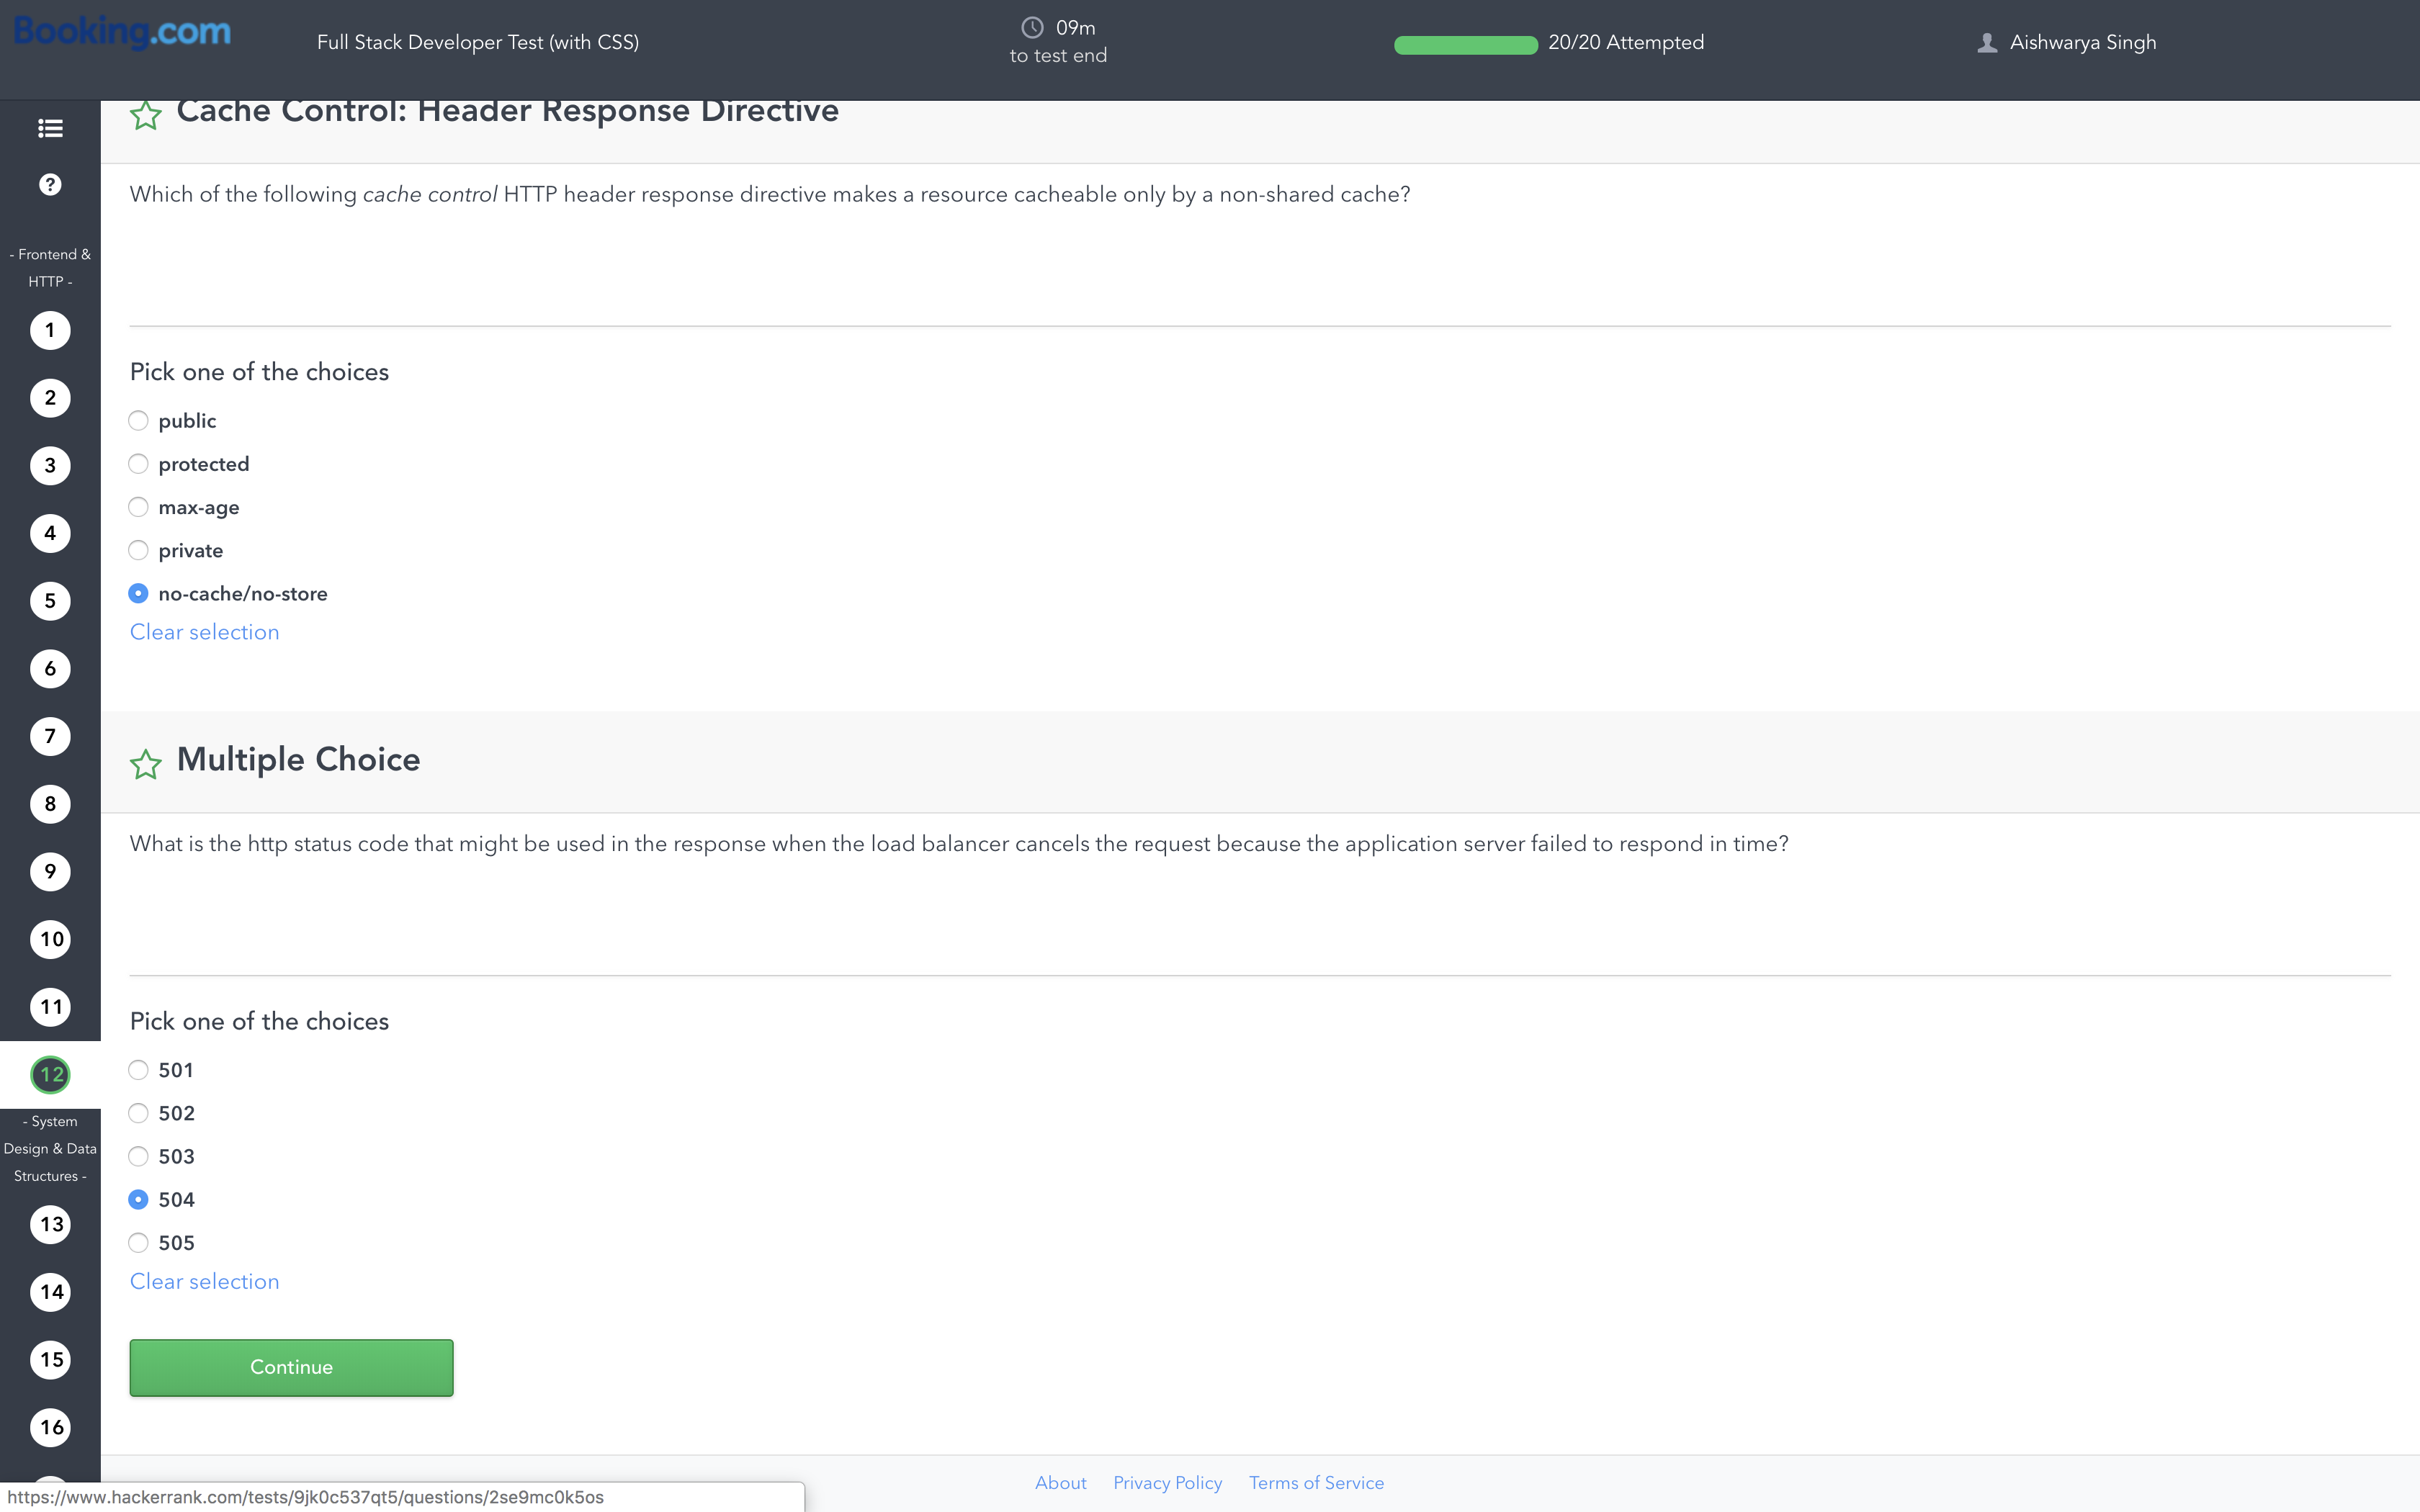 Booking.com
Full Stack Developer Test (with CSS)
09m
to test end
20/20 Attempted
Aishwarya Singh
- Frontend &
HTTP -
1
2
3
4
5
6
7
8
9
10
11
12
- System
Design & Data
Structures -
13
14
15
16
Cache Control: Header Response Directive
Which of the following cache control HTTP header response directive makes a resource cacheable only by a non-shared cache?
Pick one of the choices
public
protected
max-age
private
no-cache/no-store
Clear selection
Multiple Choice
What is the http status code that might be used in the response when the load balancer cancels the request because the application server failed to respond in time?
Pick one of the choices
501
502
503
504
505
Clear selection
Continue
About Privacy Policy Terms of Service
https://www.hackerrank.com/tests/9jk0c537qt5/questions/2se9mc0k5os